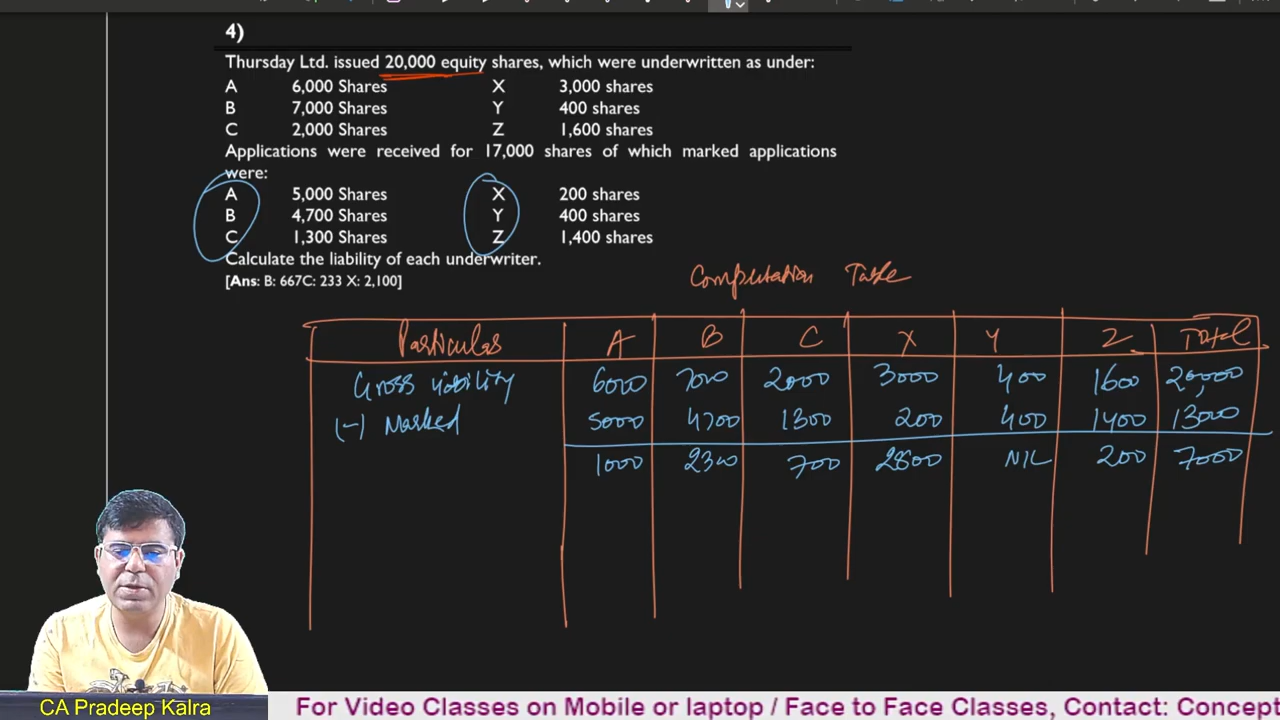 4)
Thursday Ltd. issued 20,000 equity shares, which were underwritten as under:
A 6,000 Shares X 3,000 shares
B 7,000 Shares Y 400 shares
C 2,000 Shares Z 1,600 shares
Applications were received for 17,000 shares of which marked applications
were:
A 5,000 Shares X 200 shares
B 4,700 Shares Y 400 shares
C 1,300 Shares Z 1,400 shares
Calculate the liability of each underwriter.
[Ans: B: 667C: 233 X: 2,100]
Computation Table
Particulars A B C X Y Z Total
Gross liability 6000 7000 2000 3000 400 1600 20,000
(-) Marked 5000 4700 1300 200 400 1400 13000
1000 2300 700 2800 NIL 200 7000
CA Pradeep Kalra
For Video Classes on Mobile or laptop / Face to Face Classes, Contact: Concept